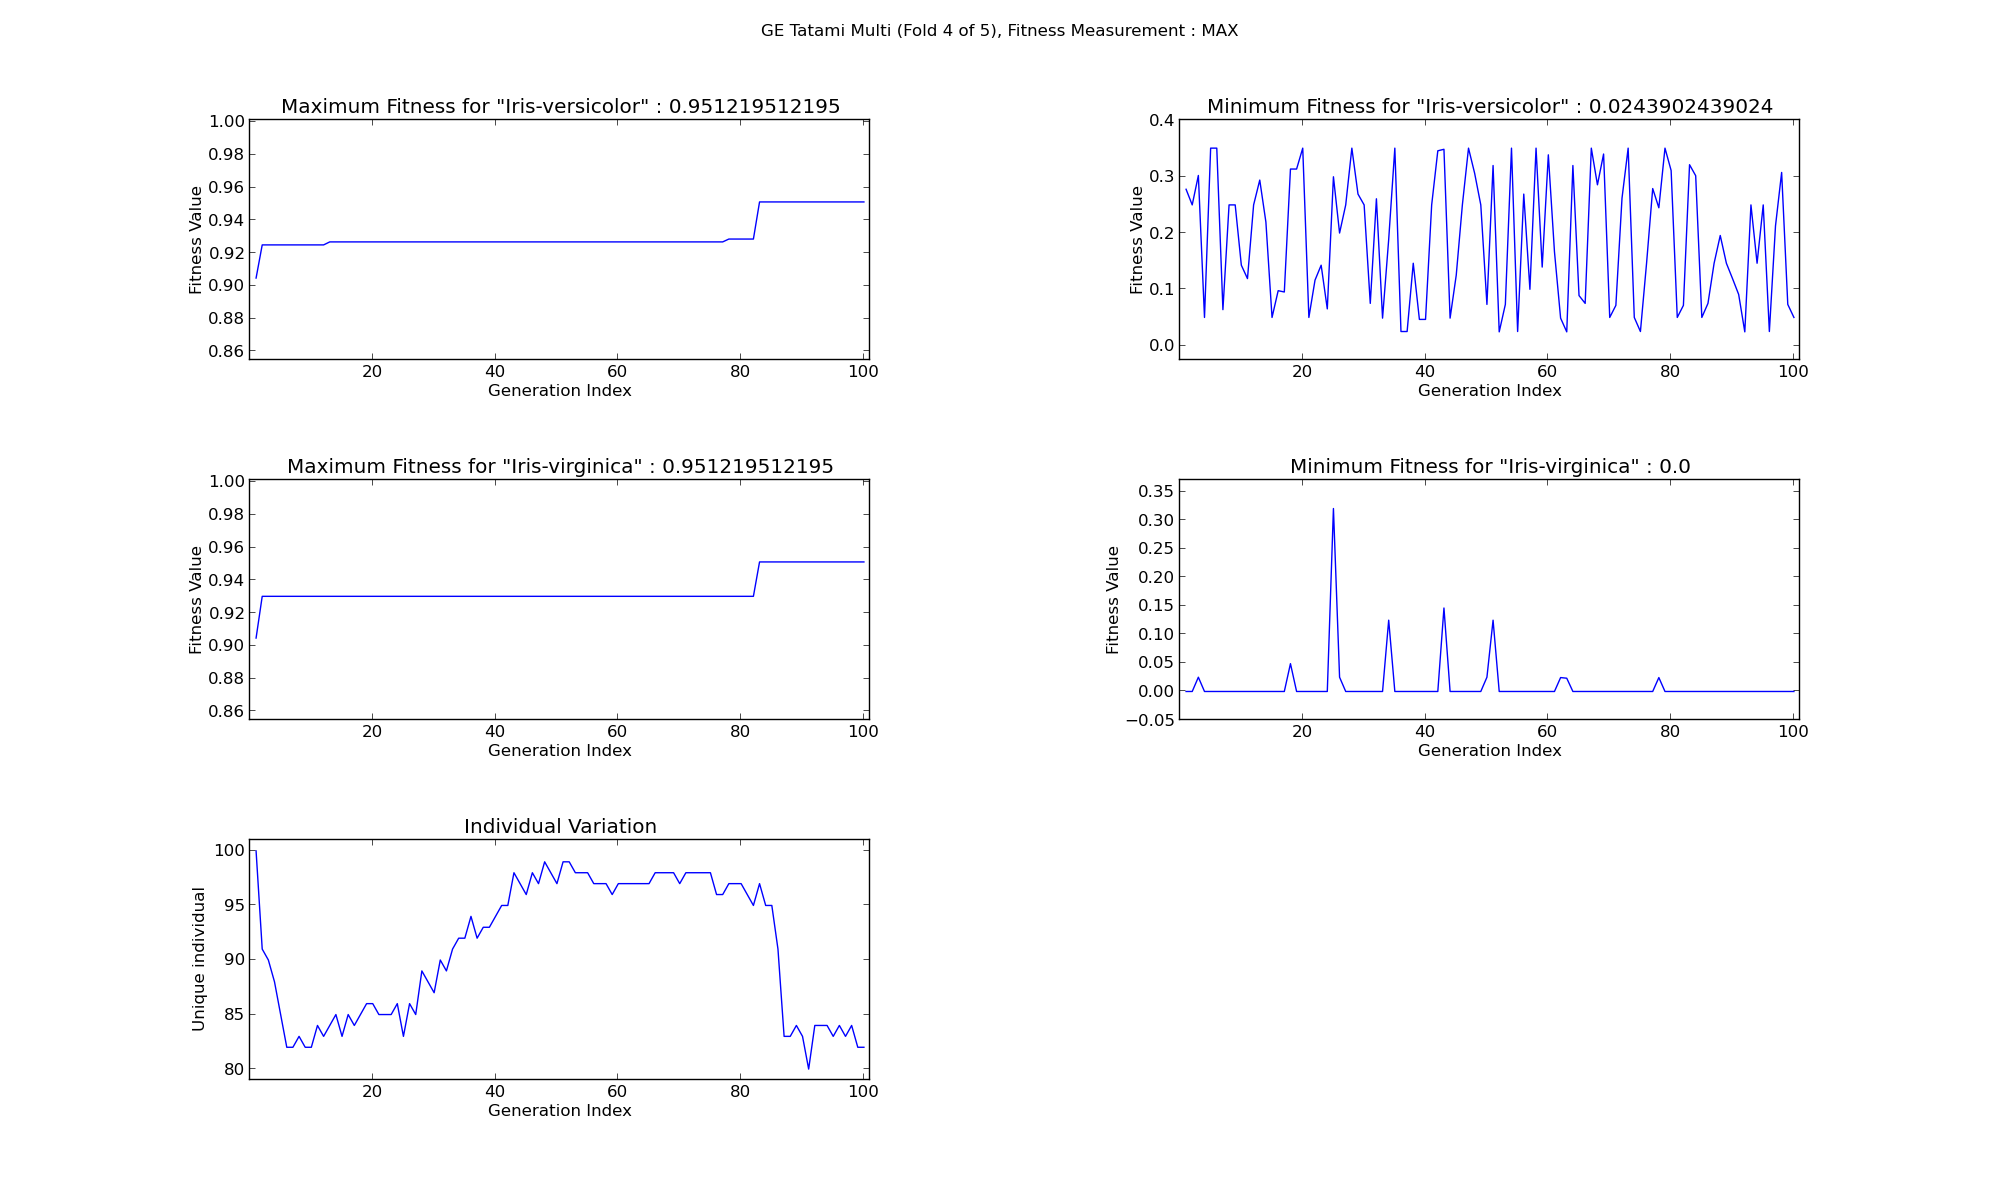 GE Tatami Multi (Fold 4 of 5), Fitness Measurement : MAX
Maximum Fitness for "Iris-versicolor" : 0.951219512195
1.00
0.98
0.96
0.94
0.92
0.90
0.88
0.86
Fitness Value
20 40 60 80 100
Generation Index
Minimum Fitness for "Iris-versicolor" : 0.0243902439024
0.4
0.3
0.2
0.1
0.0
Fitness Value
20 40 60 80 100
Generation Index
Maximum Fitness for "Iris-virginica" : 0.951219512195
1.00
0.98
0.96
0.94
0.92
0.90
0.88
0.86
Fitness Value
20 40 60 80 100
Generation Index
Minimum Fitness for "Iris-virginica" : 0.0
0.35
0.30
0.25
0.20
0.15
0.10
0.05
0.00
−0.05
Fitness Value
20 40 60 80 100
Generation Index
Individual Variation
100
95
90
85
80
Unique individual
20 40 60 80 100
Generation Index